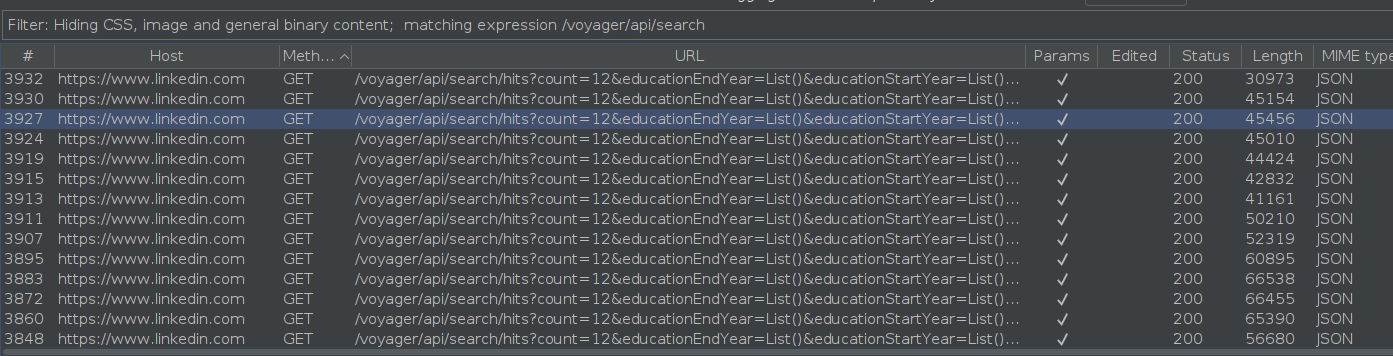 Filter: Hiding CSS, image and general binary content; matching expression /voyager/api/search
# Host Meth... URL Params Edited Status Length MIME type
3932 https://www.linkedin.com GET /voyager/api/search/hits?count=12&educationEndYear=List()&educationStartYear=List()... ✓ 200 30973 JSON
3930 https://www.linkedin.com GET /voyager/api/search/hits?count=12&educationEndYear=List()&educationStartYear=List()... ✓ 200 45154 JSON
3927 https://www.linkedin.com GET /voyager/api/search/hits?count=12&educationEndYear=List()&educationStartYear=List()... ✓ 200 45456 JSON
3924 https://www.linkedin.com GET /voyager/api/search/hits?count=12&educationEndYear=List()&educationStartYear=List()... ✓ 200 45010 JSON
3919 https://www.linkedin.com GET /voyager/api/search/hits?count=12&educationEndYear=List()&educationStartYear=List()... ✓ 200 44424 JSON
3915 https://www.linkedin.com GET /voyager/api/search/hits?count=12&educationEndYear=List()&educationStartYear=List()... ✓ 200 42832 JSON
3913 https://www.linkedin.com GET /voyager/api/search/hits?count=12&educationEndYear=List()&educationStartYear=List()... ✓ 200 41161 JSON
3911 https://www.linkedin.com GET /voyager/api/search/hits?count=12&educationEndYear=List()&educationStartYear=List()... ✓ 200 50210 JSON
3907 https://www.linkedin.com GET /voyager/api/search/hits?count=12&educationEndYear=List()&educationStartYear=List()... ✓ 200 52319 JSON
3895 https://www.linkedin.com GET /voyager/api/search/hits?count=12&educationEndYear=List()&educationStartYear=List()... ✓ 200 60895 JSON
3883 https://www.linkedin.com GET /voyager/api/search/hits?count=12&educationEndYear=List()&educationStartYear=List()... ✓ 200 66538 JSON
3872 https://www.linkedin.com GET /voyager/api/search/hits?count=12&educationEndYear=List()&educationStartYear=List()... ✓ 200 66455 JSON
3860 https://www.linkedin.com GET /voyager/api/search/hits?count=12&educationEndYear=List()&educationStartYear=List()... ✓ 200 65390 JSON
3848 https://www.linkedin.com GET /voyager/api/search/hits?count=12&educationEndYear=List()&educationStartYear=List()... ✓ 200 56680 JSON